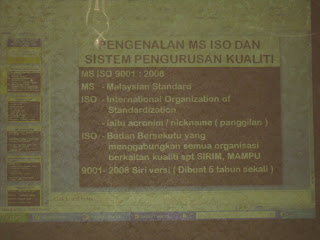 PENGENALAN MS ISO DAN
SISTEM PENGURUSAN KUALITI
MS ISO 9001 : 2008
MS - Malaysian Standard
ISO - International Organization of
Standardization
- iaitu acronim / nickname ( panggilan )
ISO - Badan Bersekutu yang
menggabungkan semua organisasi
berkaitan kualiti spt SIRIM, MAMPU
9001- 2008 Siri versi ( Dibuat 5 tahun sekali )